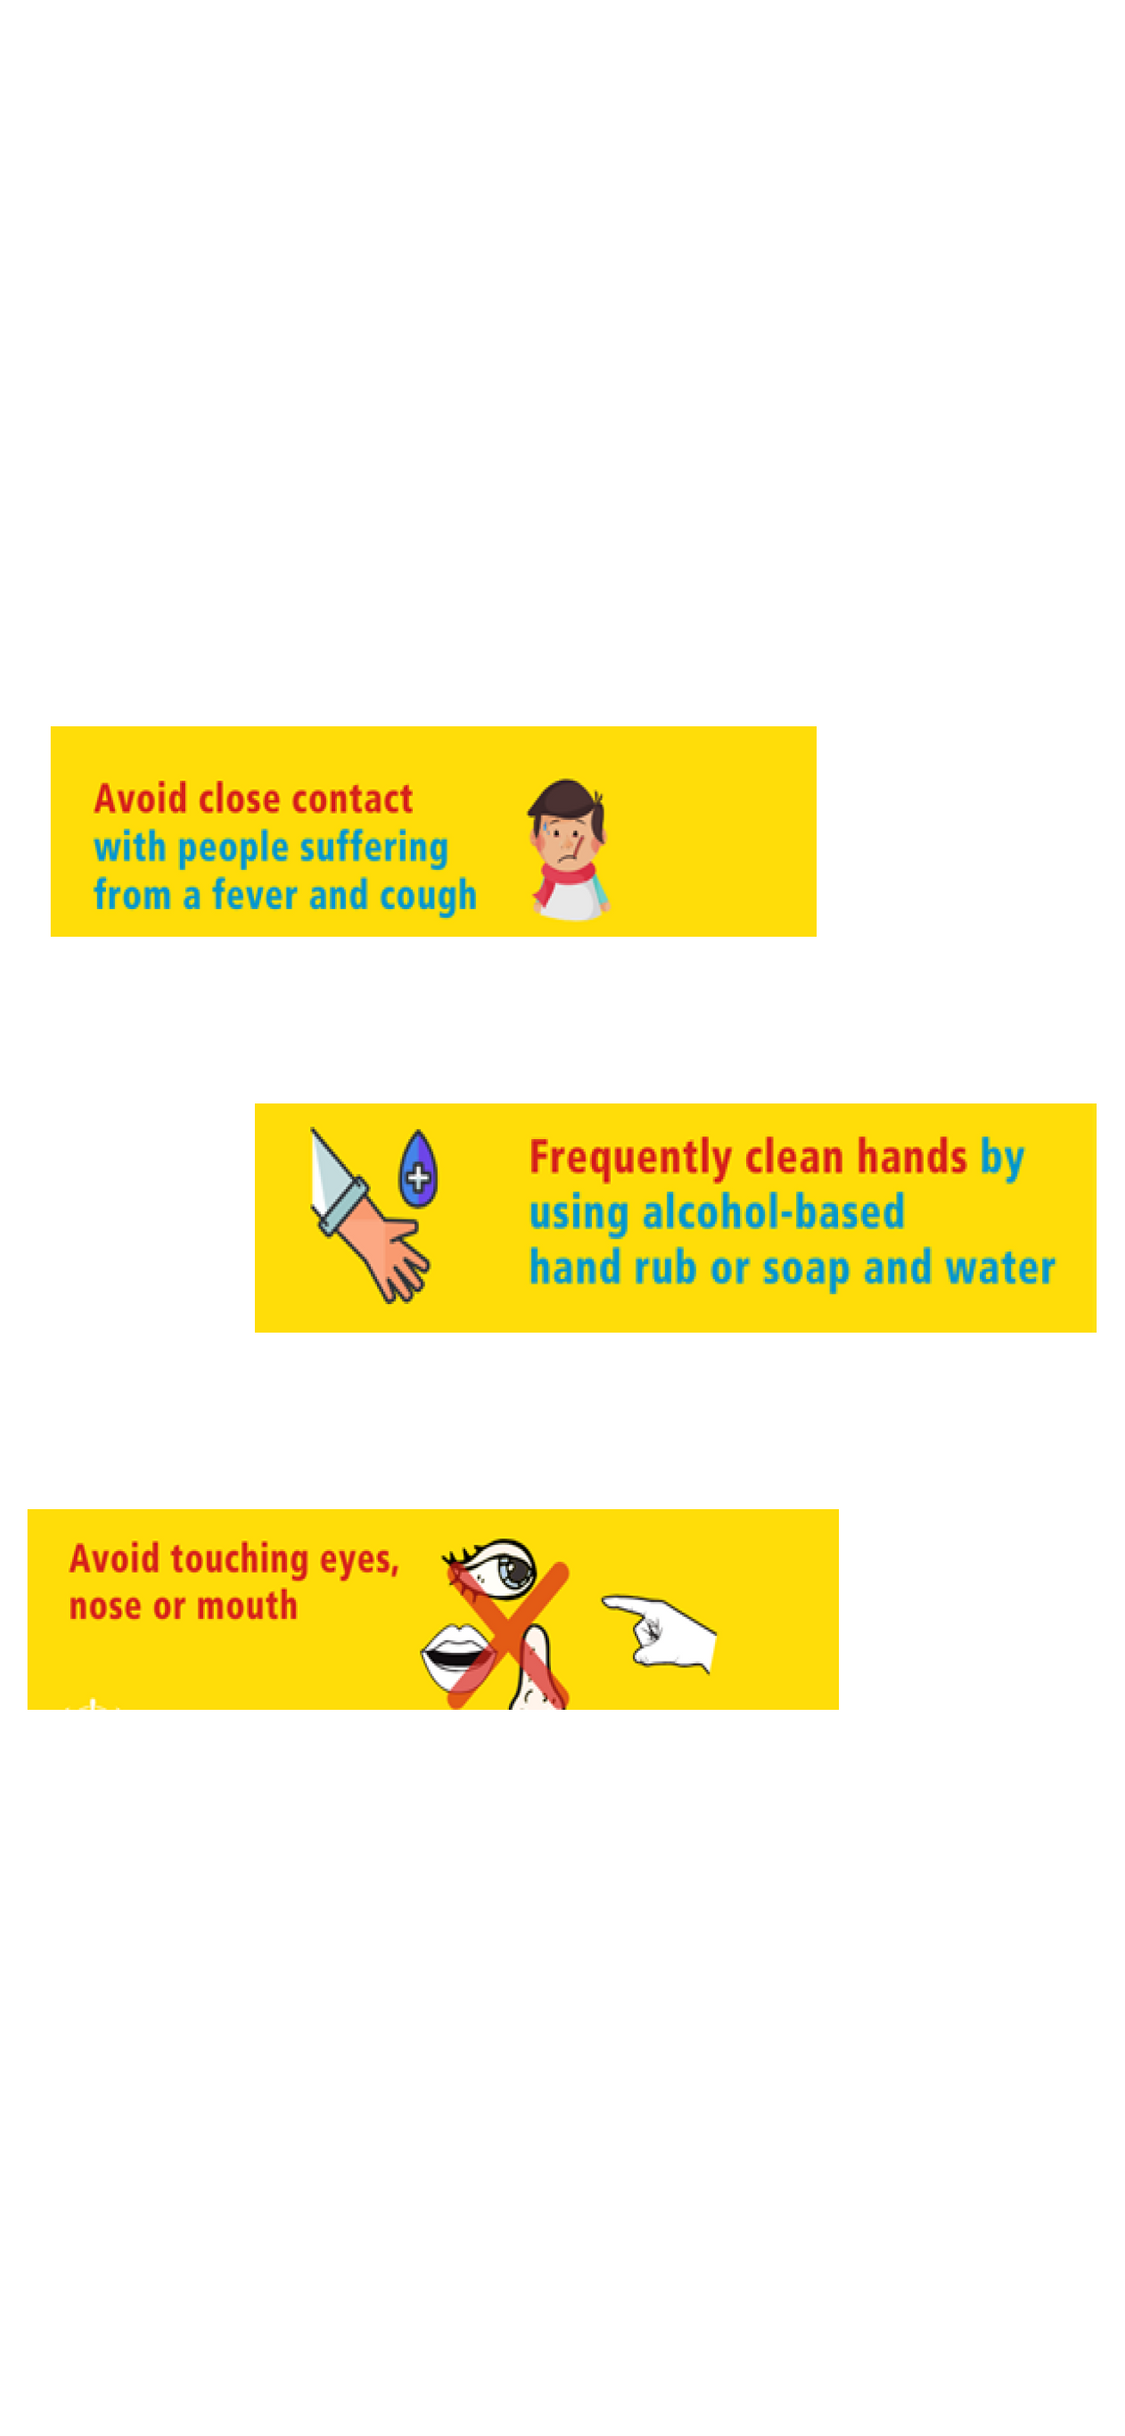 Avoid close contact
with people suffering
from a fever and cough
Frequently clean hands by
using alcohol-based
hand rub or soap and water
Avoid touching eyes,
nose or mouth